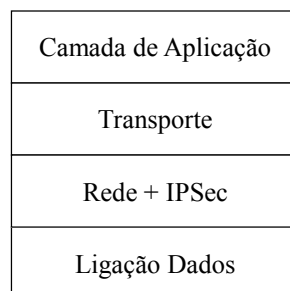 Camada de Aplicação
Transporte
Rede + IPSec
Ligação Dados